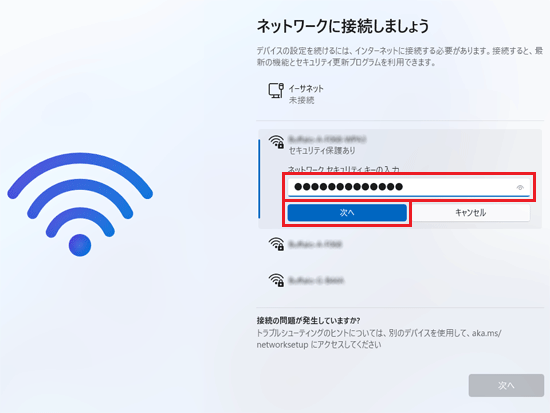 ネットワークに接続しましょう
デバイスの設定を続けるには、インターネットに接続する必要があります。接続すると、最
新の機能とセキュリティ更新プログラムを利用できます。
イーサネット
未接続
セキュリティ保護あり
ネットワーク セキュリティ キーの入力
●●●●●●●●●●●●●
次へ
キャンセル
接続の問題が発生していますか?
トラブルシューティングのヒントについては、別のデバイスを使用して、aka.ms/
networksetup にアクセスしてください
次へ